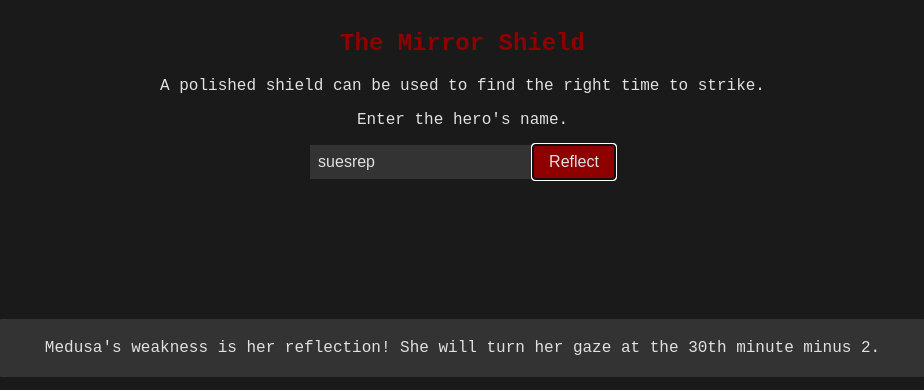 The Mirror Shield
A polished shield can be used to find the right time to strike.
Enter the hero's name.
suesrep
Reflect
Medusa's weakness is her reflection! She will turn her gaze at the 30th minute minus 2.